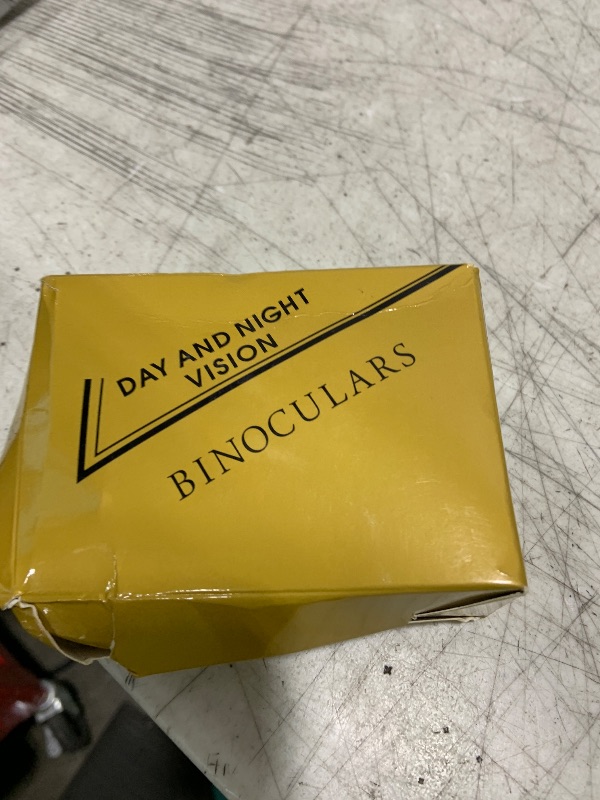 DAY AND NIGHT
VISION
BINOCULARS